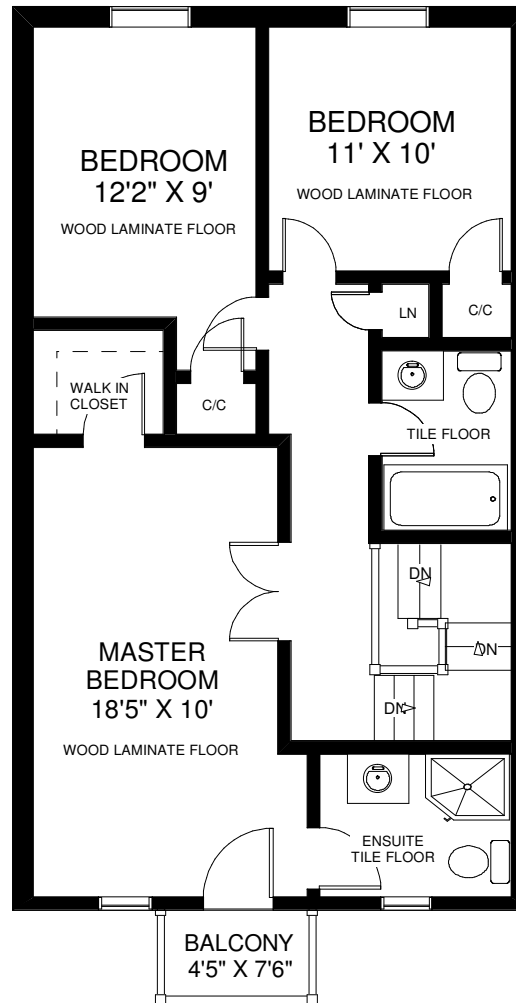 BEDROOM
12'2" X 9'
WOOD LAMINATE FLOOR
BEDROOM
11' X 10'
WOOD LAMINATE FLOOR
LN
C/C
WALK IN
CLOSET
C/C
TILE FLOOR
DN
DN
DN
MASTER
BEDROOM
18'5" X 10'
WOOD LAMINATE FLOOR
ENSUITE
TILE FLOOR
BALCONY
4'5" X 7'6"